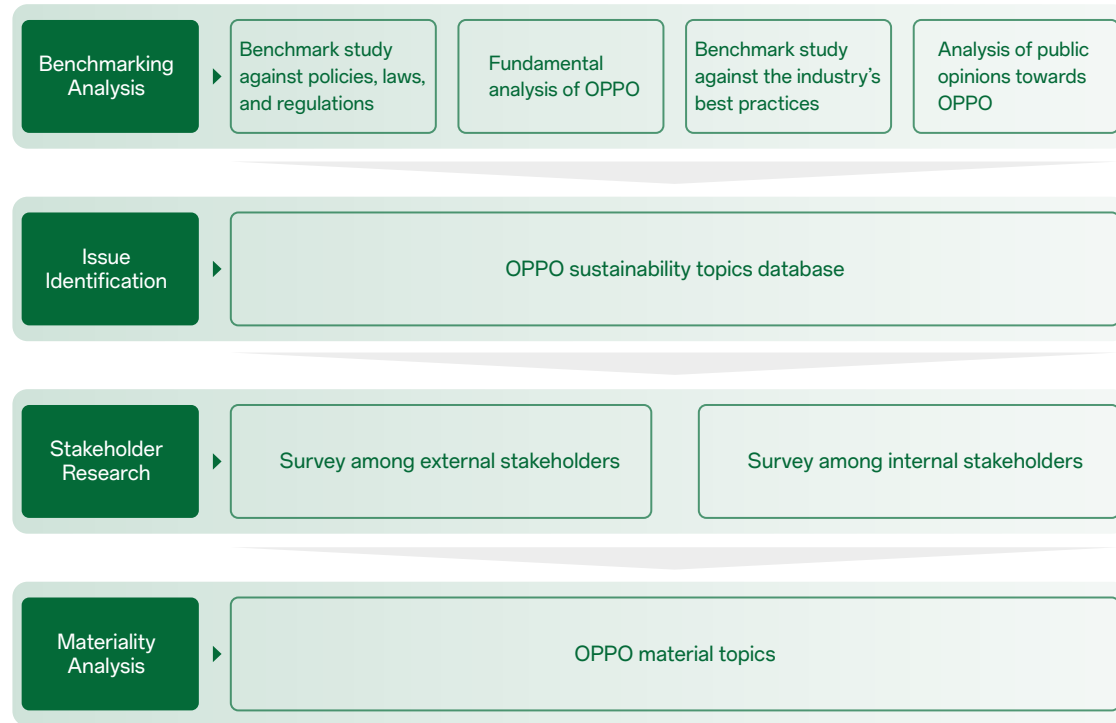 Benchmarking
Analysis
Benchmark study
against policies, laws,
and regulations
Fundamental
analysis of OPPO
Benchmark study
against the industry's
best practices
Analysis of public
opinions towards
OPPO
Issue
Identification
OPPO sustainability topics database
Stakeholder
Research
Survey among external stakeholders
Survey among internal stakeholders
Materiality
Analysis
OPPO material topics